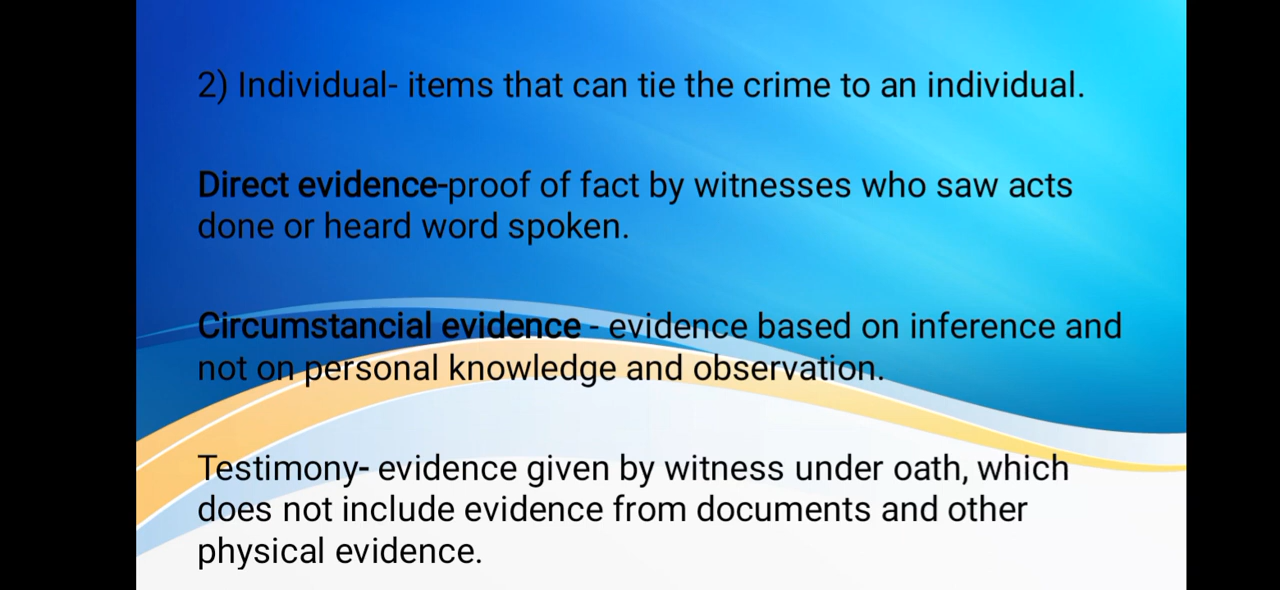 2) Individual- items that can tie the crime to an individual.
Direct evidence-proof of fact by witnesses who saw acts
done or heard word spoken.
Circumstancial evidence - evidence based on inference and
not on personal knowledge and observation.
Testimony- evidence given by witness under oath, which
does not include evidence from documents and other
physical evidence.